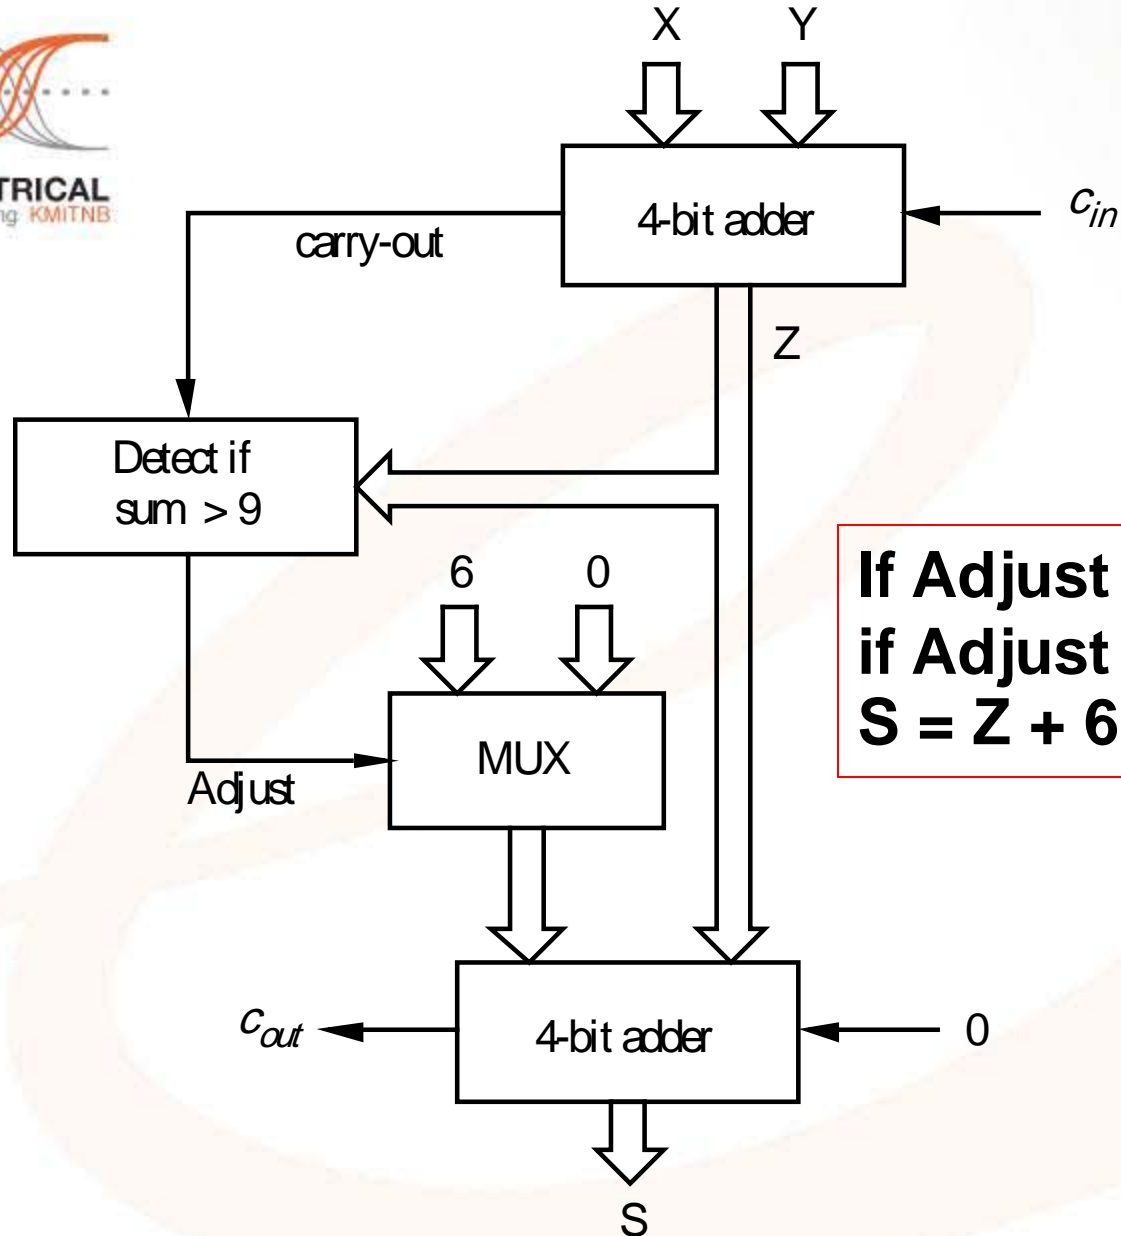 X Y
TRICAL
ng KMITNB
4-bit adder
c_in
carry-out
Z
Detect if
sum > 9
6 0
If Adjust
if Adjust
S = Z + 6
MUX
Adjust
c_out
4-bit adder
0
S